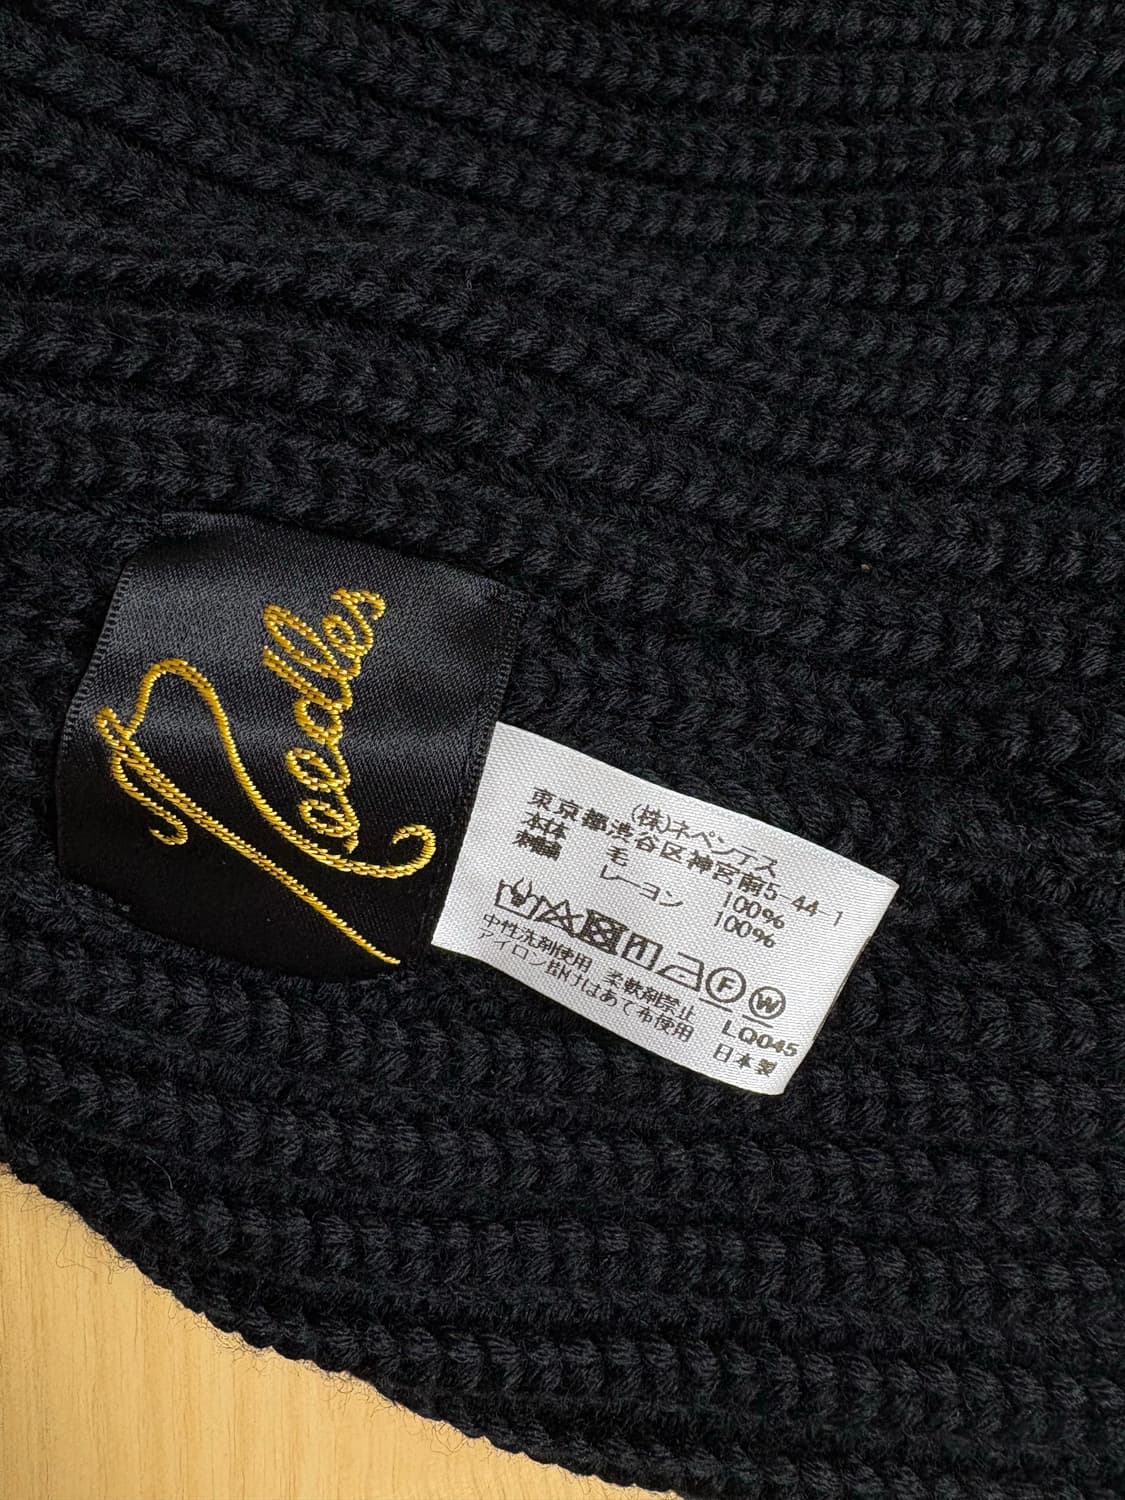 Needles
(株)ネペンテス
東京都渋谷区神宮前5-44-1
本体 毛 100%
刺繍 レーヨン 100%
F W
中性洗剤使用 柔軟剤禁止 LQ045
アイロン掛けはあて布使用 日本製